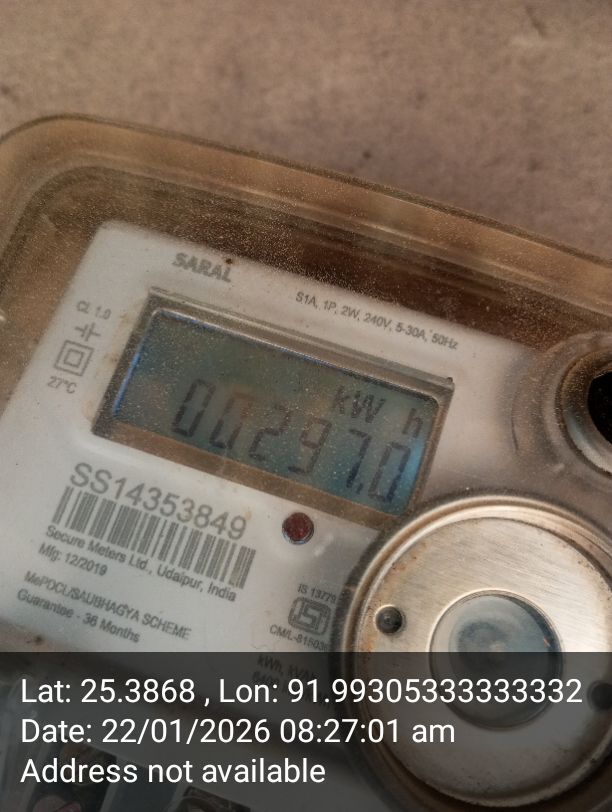 SARAL
S1A, 1P, 2W, 240V, 5-30A, 50Hz
Cl. 1.0
27°C
kW h
00297.0
SS14353849
Secure Meters Ltd., Udaipur, India
Mfg: 12/2019
MePDCL/SAUBHAGYA SCHEME
Guarantee - 36 Months
IS 13779
Lat: 25.3868 , Lon: 91.99305333333332
Date: 22/01/2026 08:27:01 am
Address not available